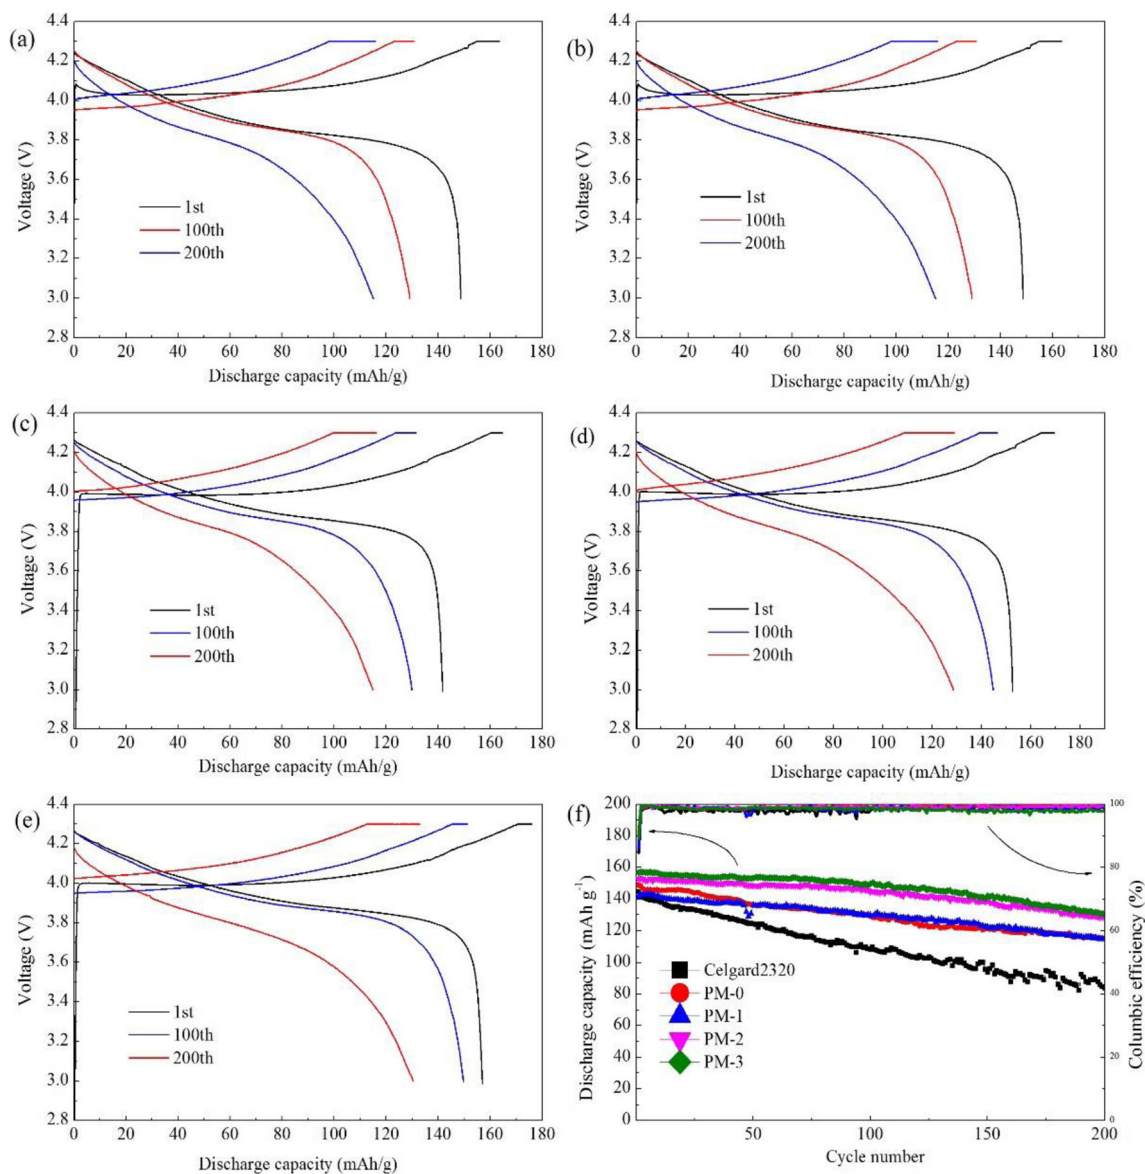 (a)
4.4
4.2
4.0
3.8
3.6
3.4
3.2
3.0
2.8
Voltage (V)
1st
100th
200th
0 20 40 60 80 100 120 140 160 180
Discharge capacity (mAh/g)
(b)
4.4
4.2
4.0
3.8
3.6
3.4
3.2
3.0
2.8
Voltage (V)
1st
100th
200th
0 20 40 60 80 100 120 140 160 180
Discharge capacity (mAh/g)
(c)
4.4
4.2
4.0
3.8
3.6
3.4
3.2
3.0
2.8
Voltage (V)
1st
100th
200th
0 20 40 60 80 100 120 140 160 180
Discharge capacity (mAh/g)
(d)
4.4
4.2
4.0
3.8
3.6
3.4
3.2
3.0
2.8
Voltage (V)
1st
100th
200th
0 20 40 60 80 100 120 140 160 180 190
Discharge capacity (mAh/g)
(e)
4.4
4.2
4.0
3.8
3.6
3.4
3.2
3.0
2.8
Voltage (V)
1st
100th
200th
0 20 40 60 80 100 120 140 160 180
Discharge capacity (mAh/g)
(f)
200
180
160
140
120
100
80
60
40
20
0
Discharge capacity (mAh g⁻¹)
Celgard2320
PM-0
PM-1
PM-2
PM-3
50 100 150 200
Cycle number
100
80
60
40
20
0
Columbic efficiency (%)